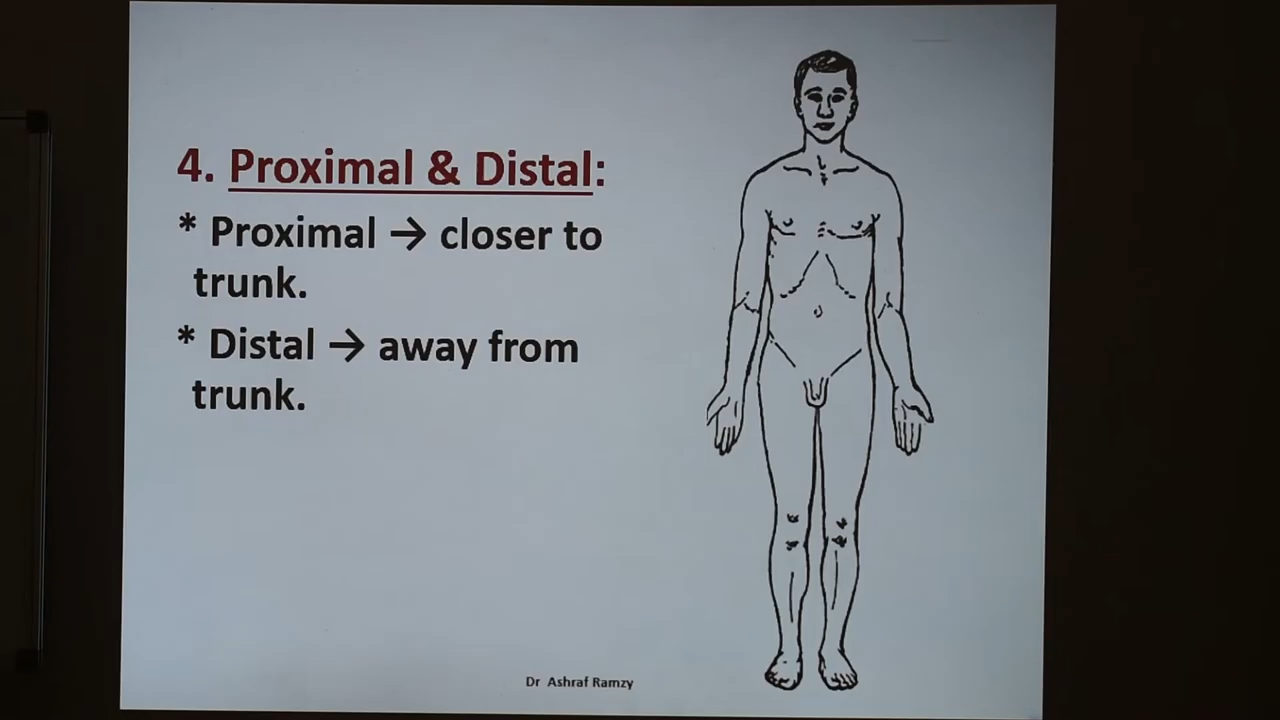 4. Proximal & Distal:
* Proximal → closer to
trunk.
* Distal → away from
trunk.
Dr Ashraf Ramzy